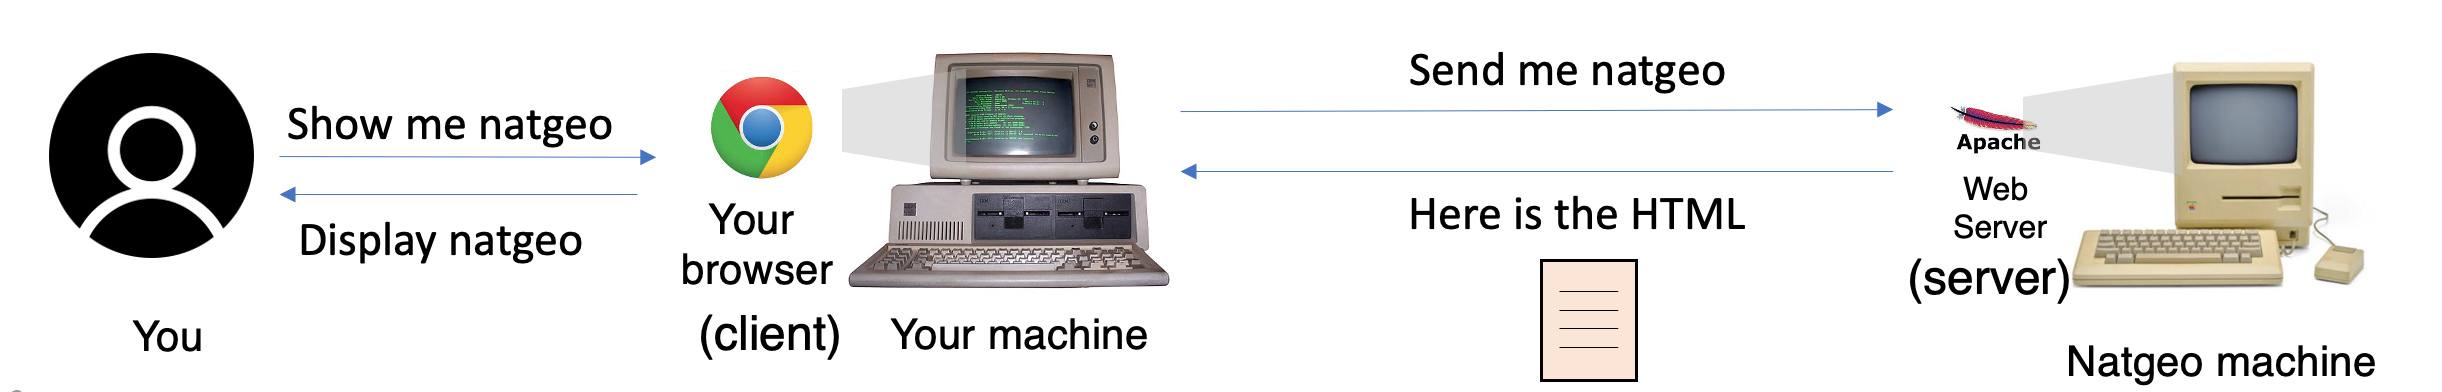 Show me natgeo
Display natgeo
You
Your
browser
(client)
Your machine
Send me natgeo
Here is the HTML
Apache
Web
Server
(server)
Natgeo machine